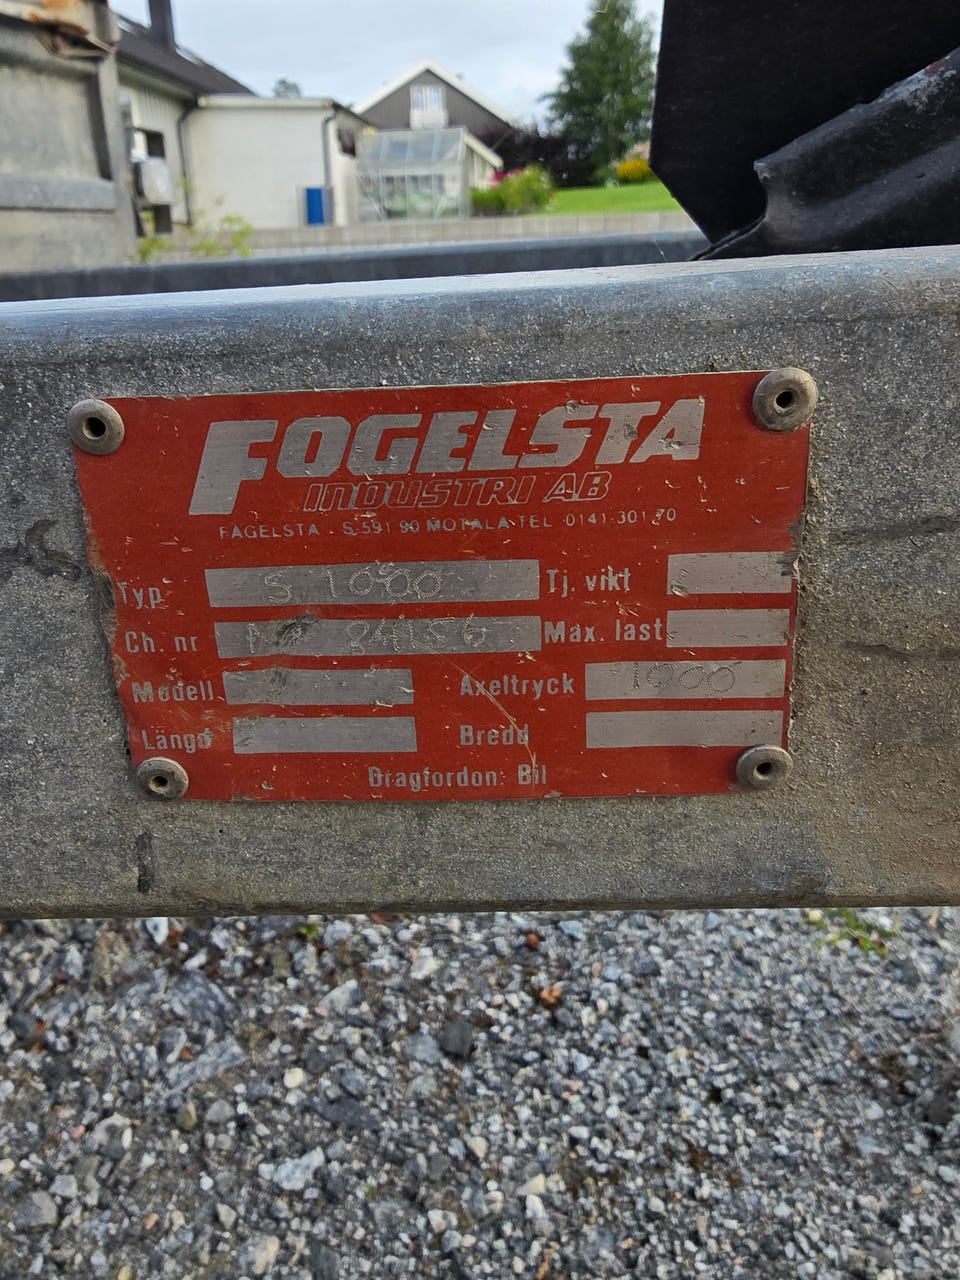 FOGELSTA
INDUSTRI AB
FAGELSTA - S-591 90 MOTALA TEL 0141-301 70
Typ S 1000 Tj. vikt
Ch. nr 84156 Max. last
Modell Axeltryck 1000
Längd Bredd
Dragfordon: Bil